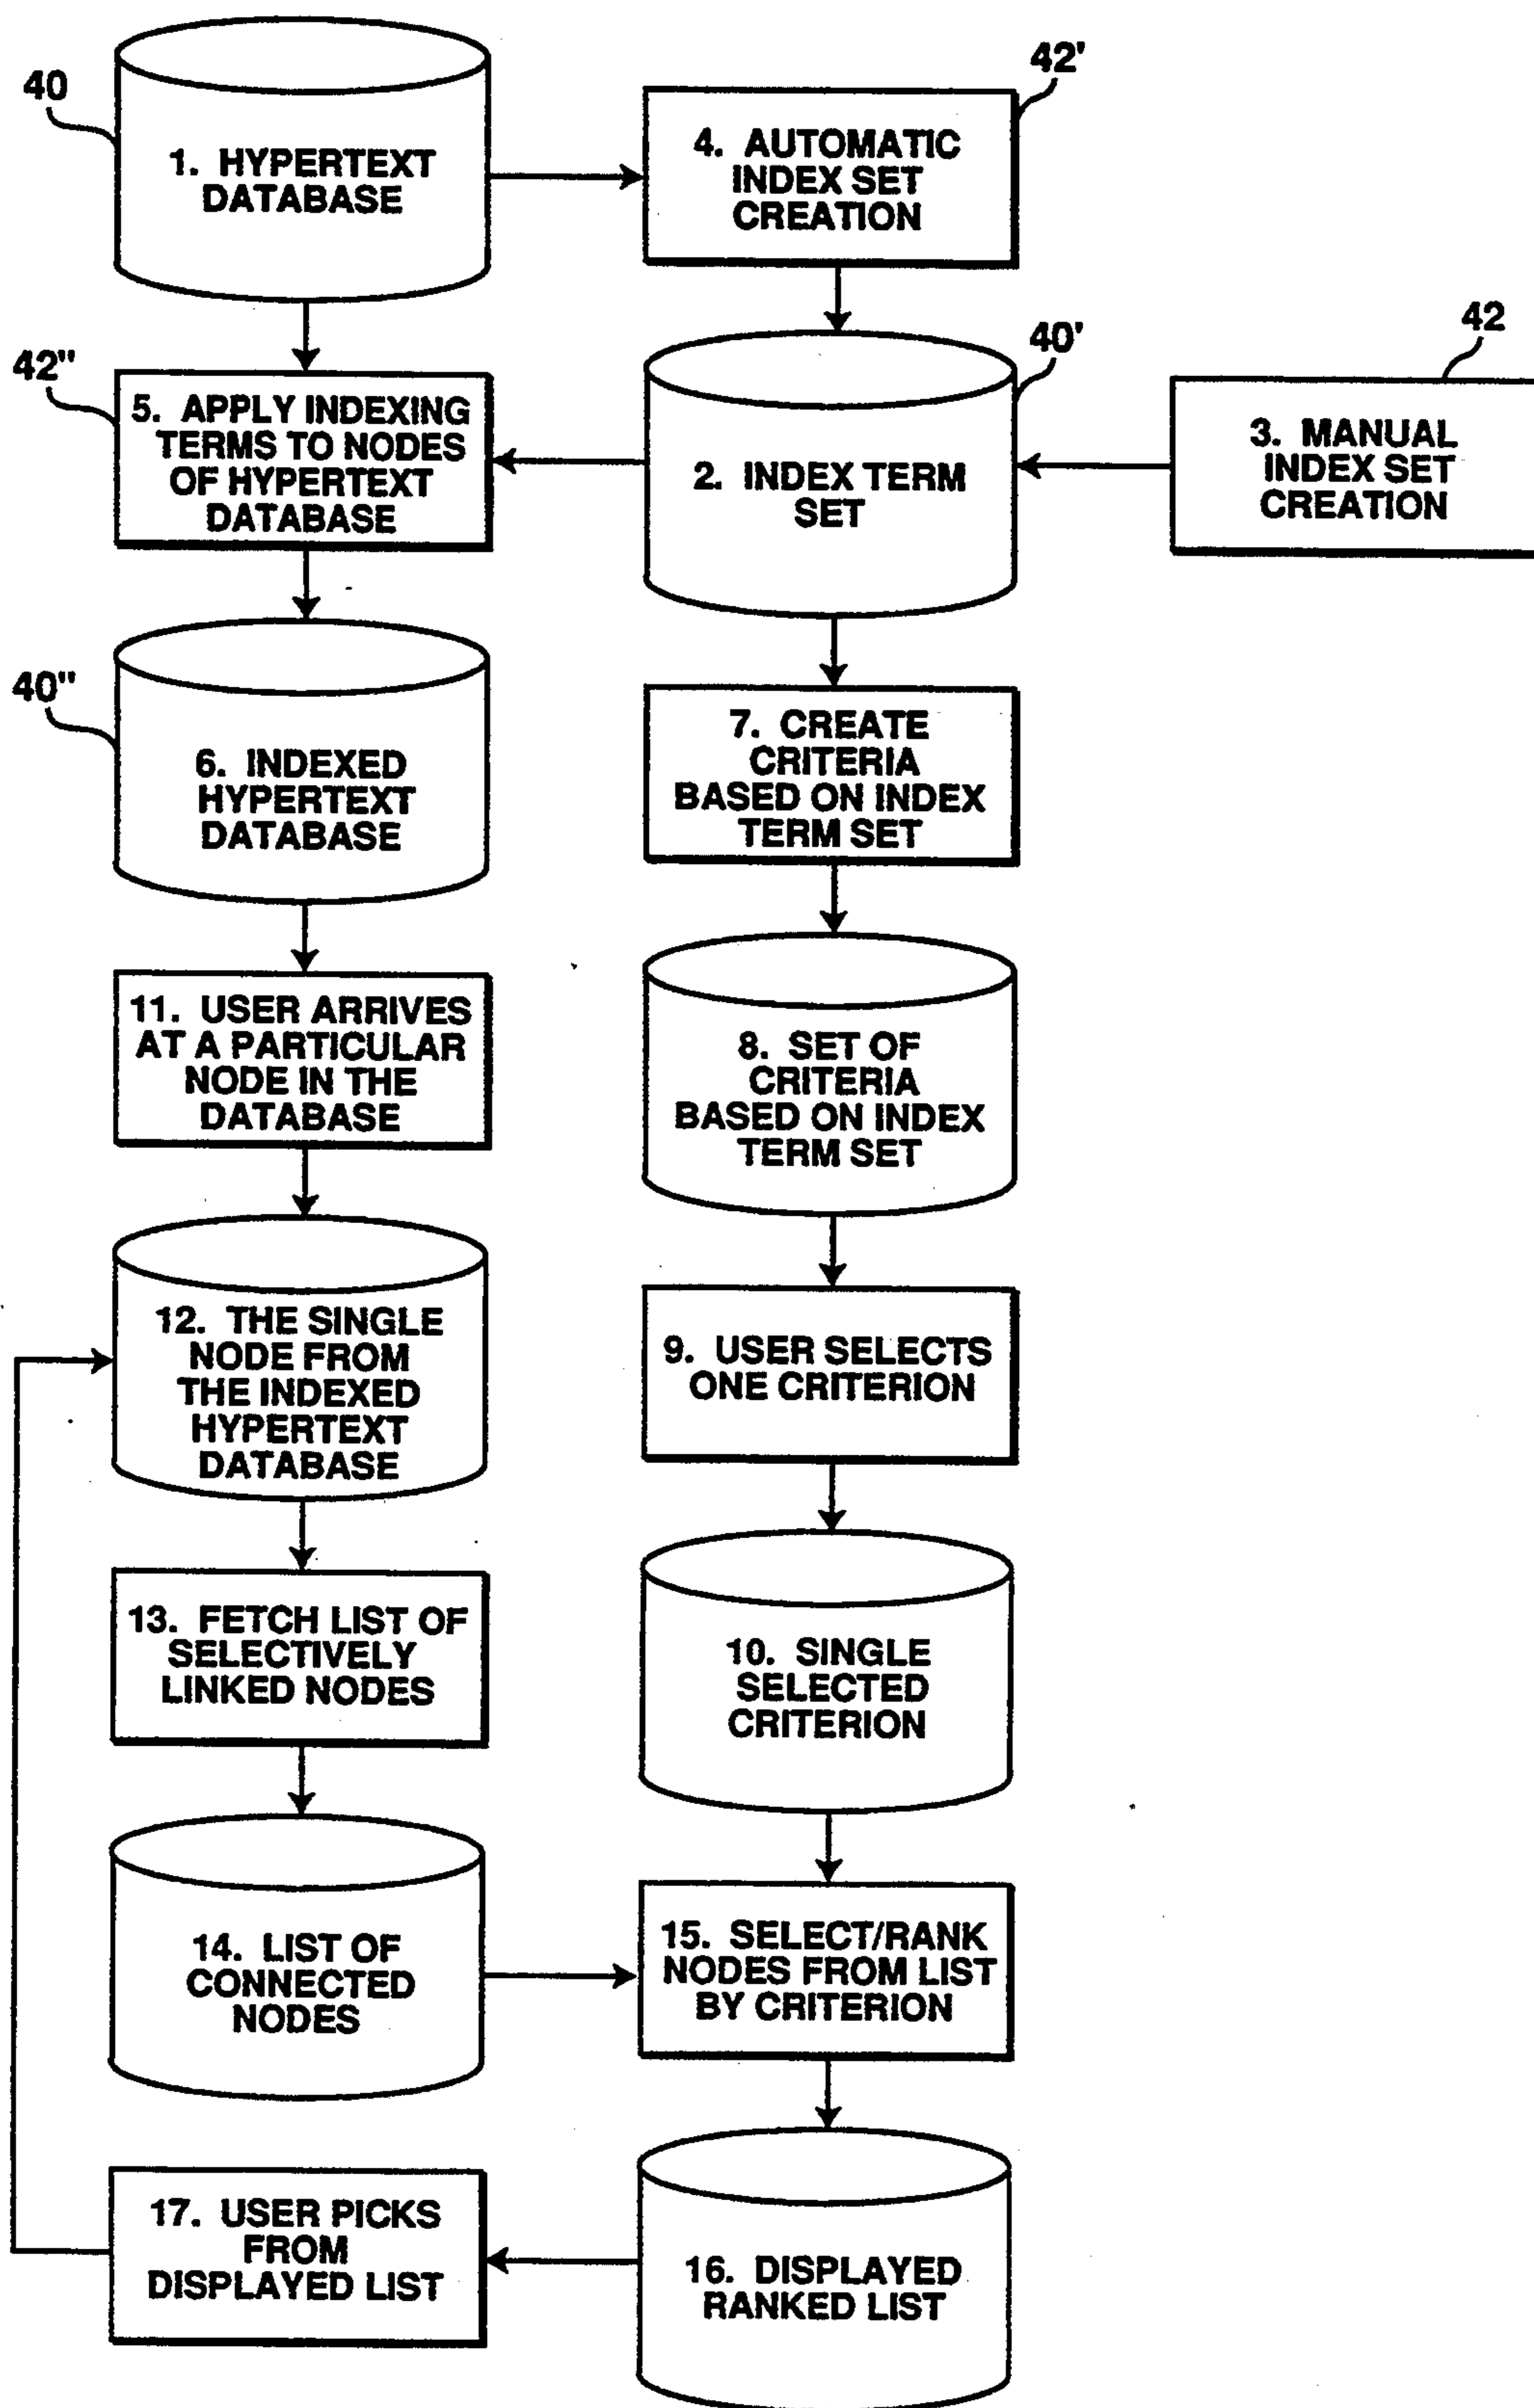 40
1. HYPERTEXT
DATABASE
42'
4. AUTOMATIC
INDEX SET
CREATION
42"
5. APPLY INDEXING
TERMS TO NODES
OF HYPERTEXT
DATABASE
40'
2. INDEX TERM
SET
42
3. MANUAL
INDEX SET
CREATION
40"
6. INDEXED
HYPERTEXT
DATABASE
7. CREATE
CRITERIA
BASED ON INDEX
TERM SET
11. USER ARRIVES
AT A PARTICULAR
NODE IN THE
DATABASE
8. SET OF
CRITERIA
BASED ON INDEX
TERM SET
12. THE SINGLE
NODE FROM
THE INDEXED
HYPERTEXT
DATABASE
9. USER SELECTS
ONE CRITERION
13. FETCH LIST OF
SELECTIVELY
LINKED NODES
10. SINGLE
SELECTED
CRITERION
14. LIST OF
CONNECTED
NODES
15. SELECT/RANK
NODES FROM LIST
BY CRITERION
17. USER PICKS
FROM
DISPLAYED LIST
16. DISPLAYED
RANKED LIST